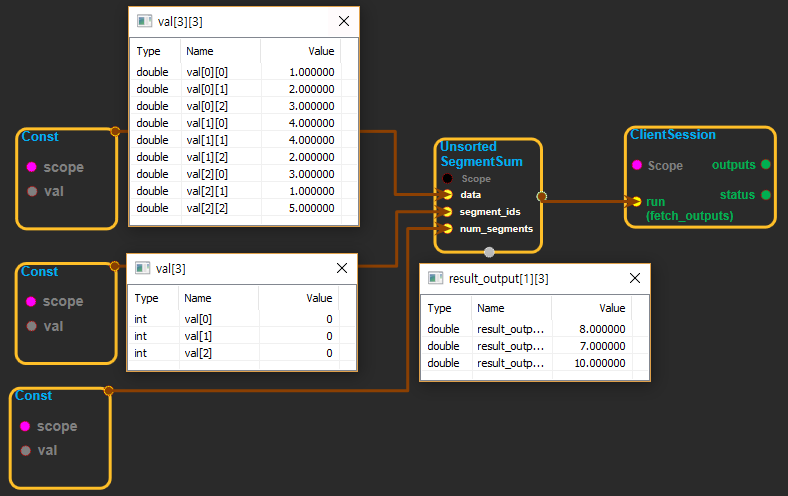 val[3][3]
Type Name Value
double val[0][0] 1.000000
double val[0][1] 2.000000
double val[0][2] 3.000000
double val[1][0] 4.000000
double val[1][1] 4.000000
double val[1][2] 2.000000
double val[2][0] 3.000000
double val[2][1] 1.000000
double val[2][2] 5.000000
Const
scope
val
Unsorted
SegmentSum
Scope
data
segment_ids
num_segments
ClientSession
Scope
outputs
status
run
(fetch_outputs)
Const
scope
val
val[3]
Type Name Value
int val[0] 0
int val[1] 0
int val[2] 0
result_output[1][3]
Type Name Value
double result_outp... 8.000000
double result_outp... 7.000000
double result_outp... 10.000000
Const
scope
val